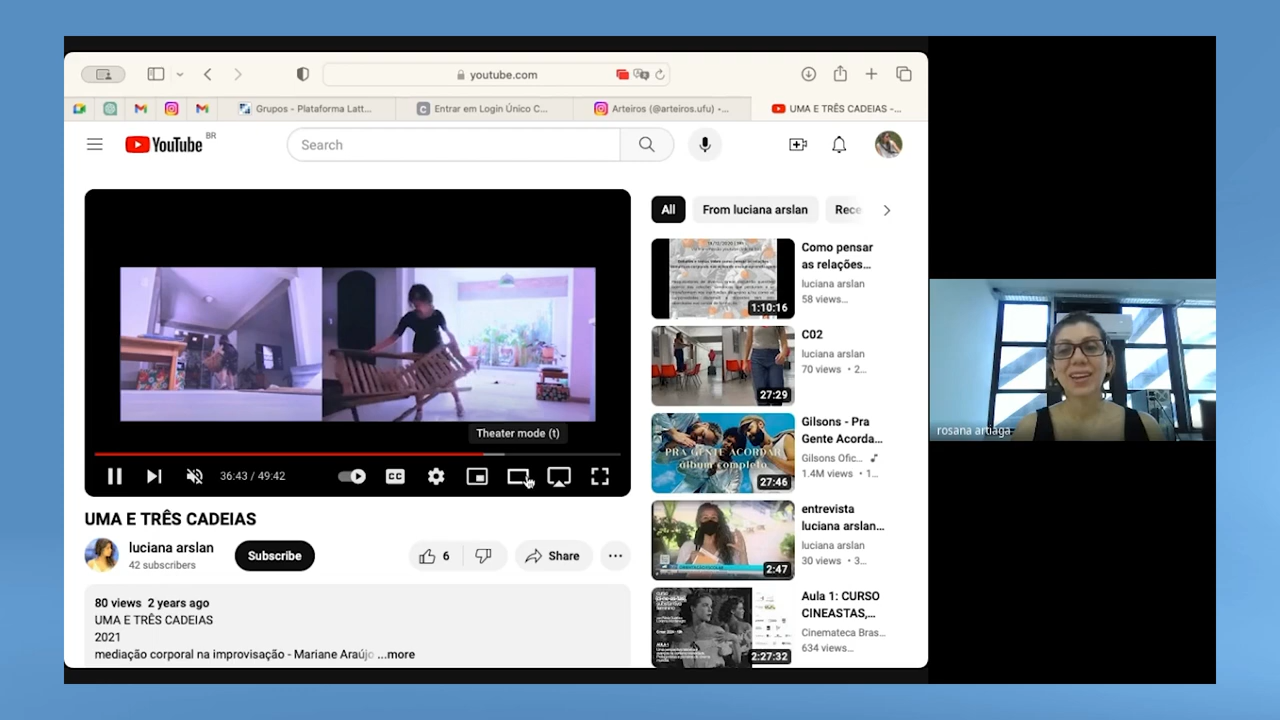 youtube.com
Grupos - Plataforma Latt...
Entrar em Login Único C...
Arteiros (@arteiros.ufu) •...
UMA E TRÊS CADEIAS -...
YouTube BR
Search
All
From luciana arslan
Rece
Theater mode (t)
36:43 / 49:42
CC
UMA E TRÊS CADEIAS
luciana arslan
42 subscribers
Subscribe
6
Share
80 views 2 years ago
UMA E TRÊS CADEIAS
2021
mediação corporal na improvisação - Mariane Araújo ...more
1:10:16
Como pensar
as relações...
luciana arslan
58 views...
27:29
C02
luciana arslan
70 views • 2...
PRA GENTE ACORDAR
álbum completo
27:46
Gilsons - Pra
Gente Acorda...
Gilsons Ofic...
1.4M views • 1...
2:47
entrevista
luciana arslan...
luciana arslan
30 views • 3...
2:27:32
Aula 1: CURSO
CINEASTAS,...
Cinemateca Bras...
634 views...
rosana artiaga